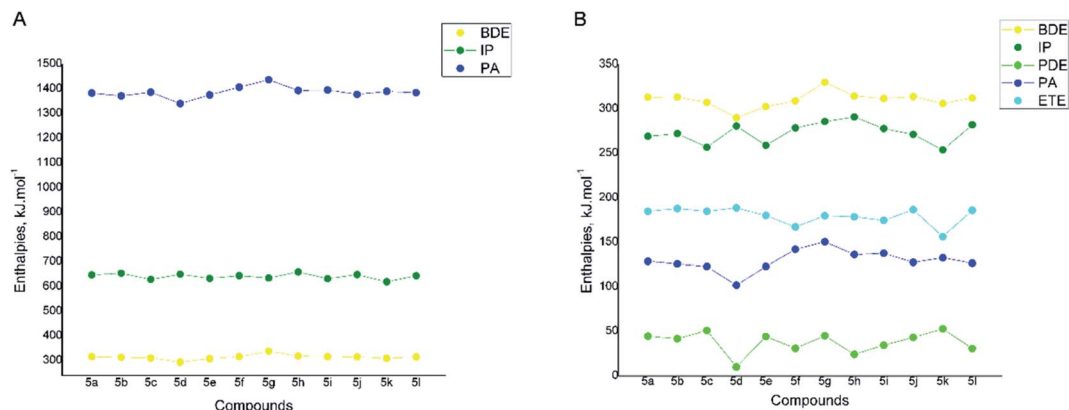 A
BDE
IP
PA
1500
1400
1300
1200
1100
1000
900
800
700
600
500
400
300
Enthalpies, kJ.mol⁻¹
5a 5b 5c 5d 5e 5f 5g 5h 5i 5j 5k 5l
Compounds
B
BDE
IP
PDE
PA
ETE
350
300
250
200
150
100
50
0
Enthalpies, kJ.mol⁻¹
5a 5b 5c 5d 5e 5f 5g 5h 5i 5j 5k 5l
Compounds